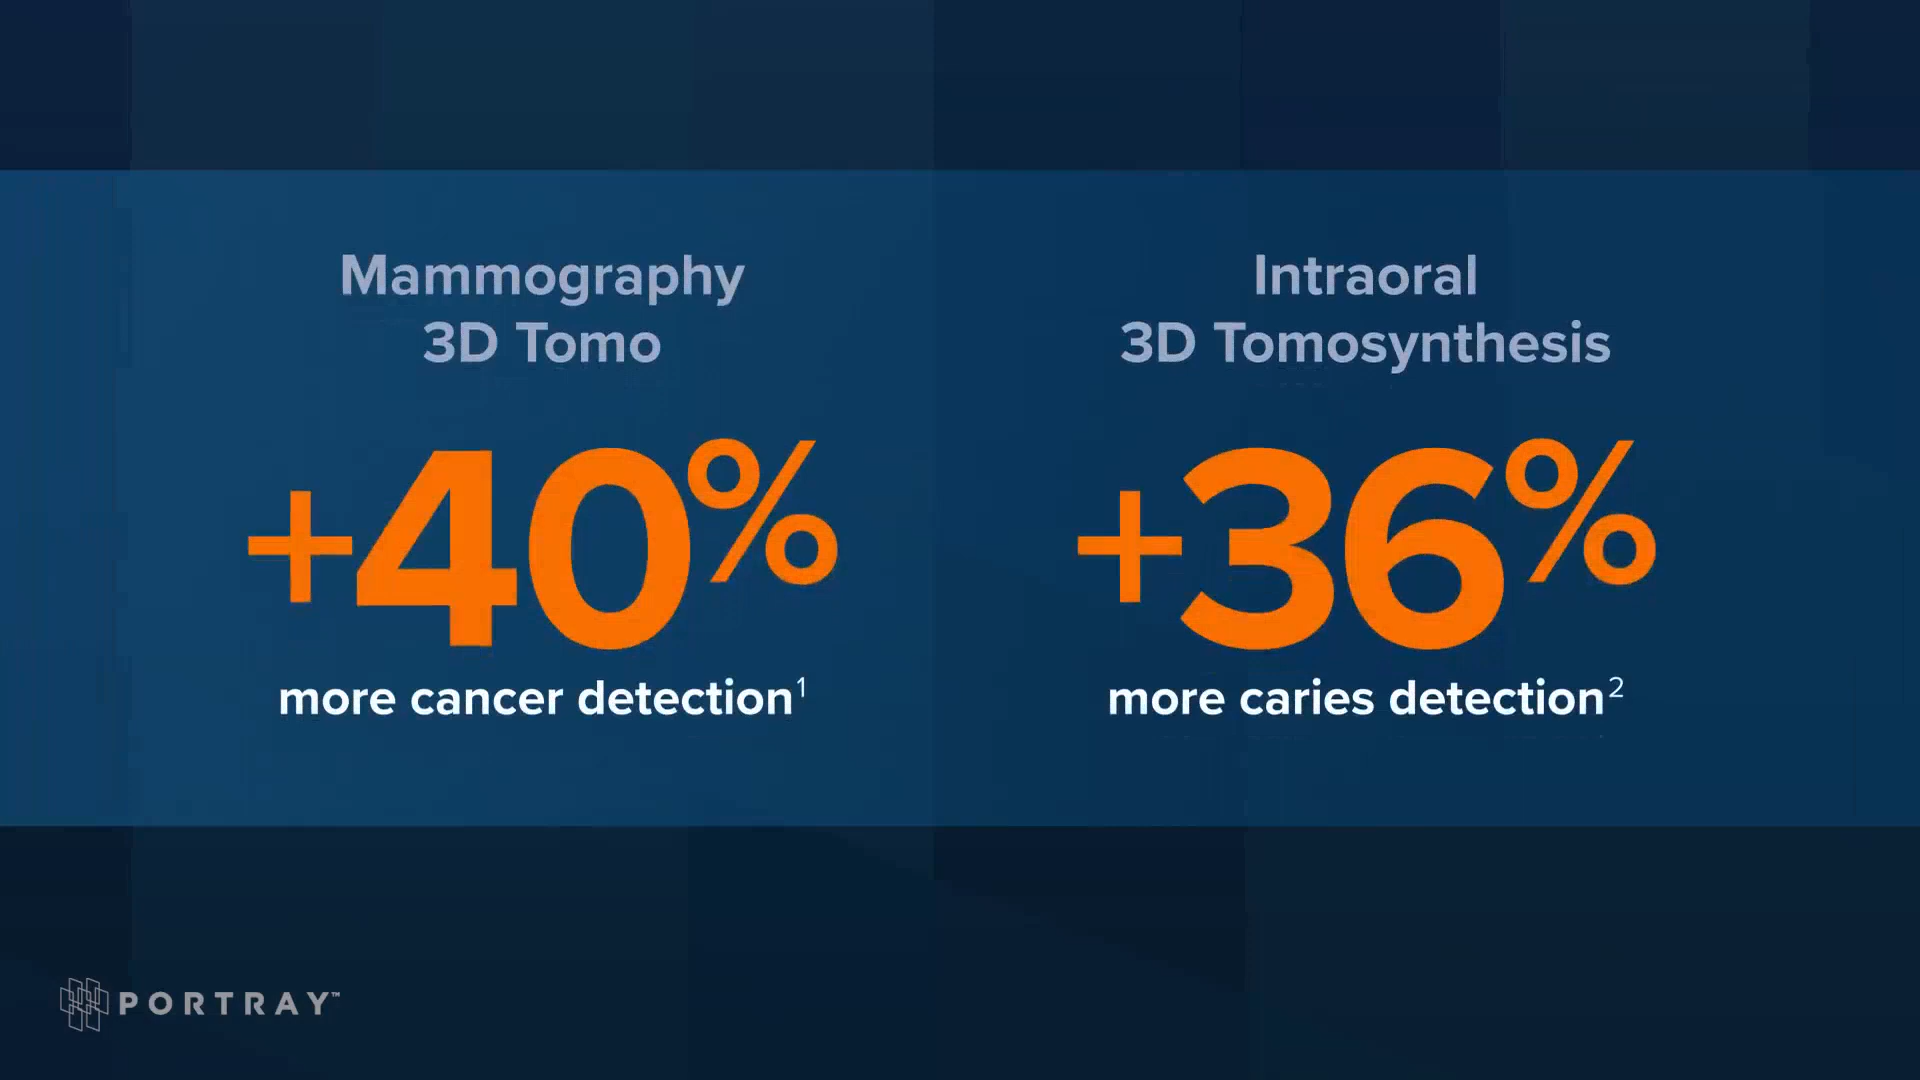 Mammography
3D Tomo
+40%
more cancer detection¹
Intraoral
3D Tomosynthesis
+36%
more caries detection²
PORTRAY™